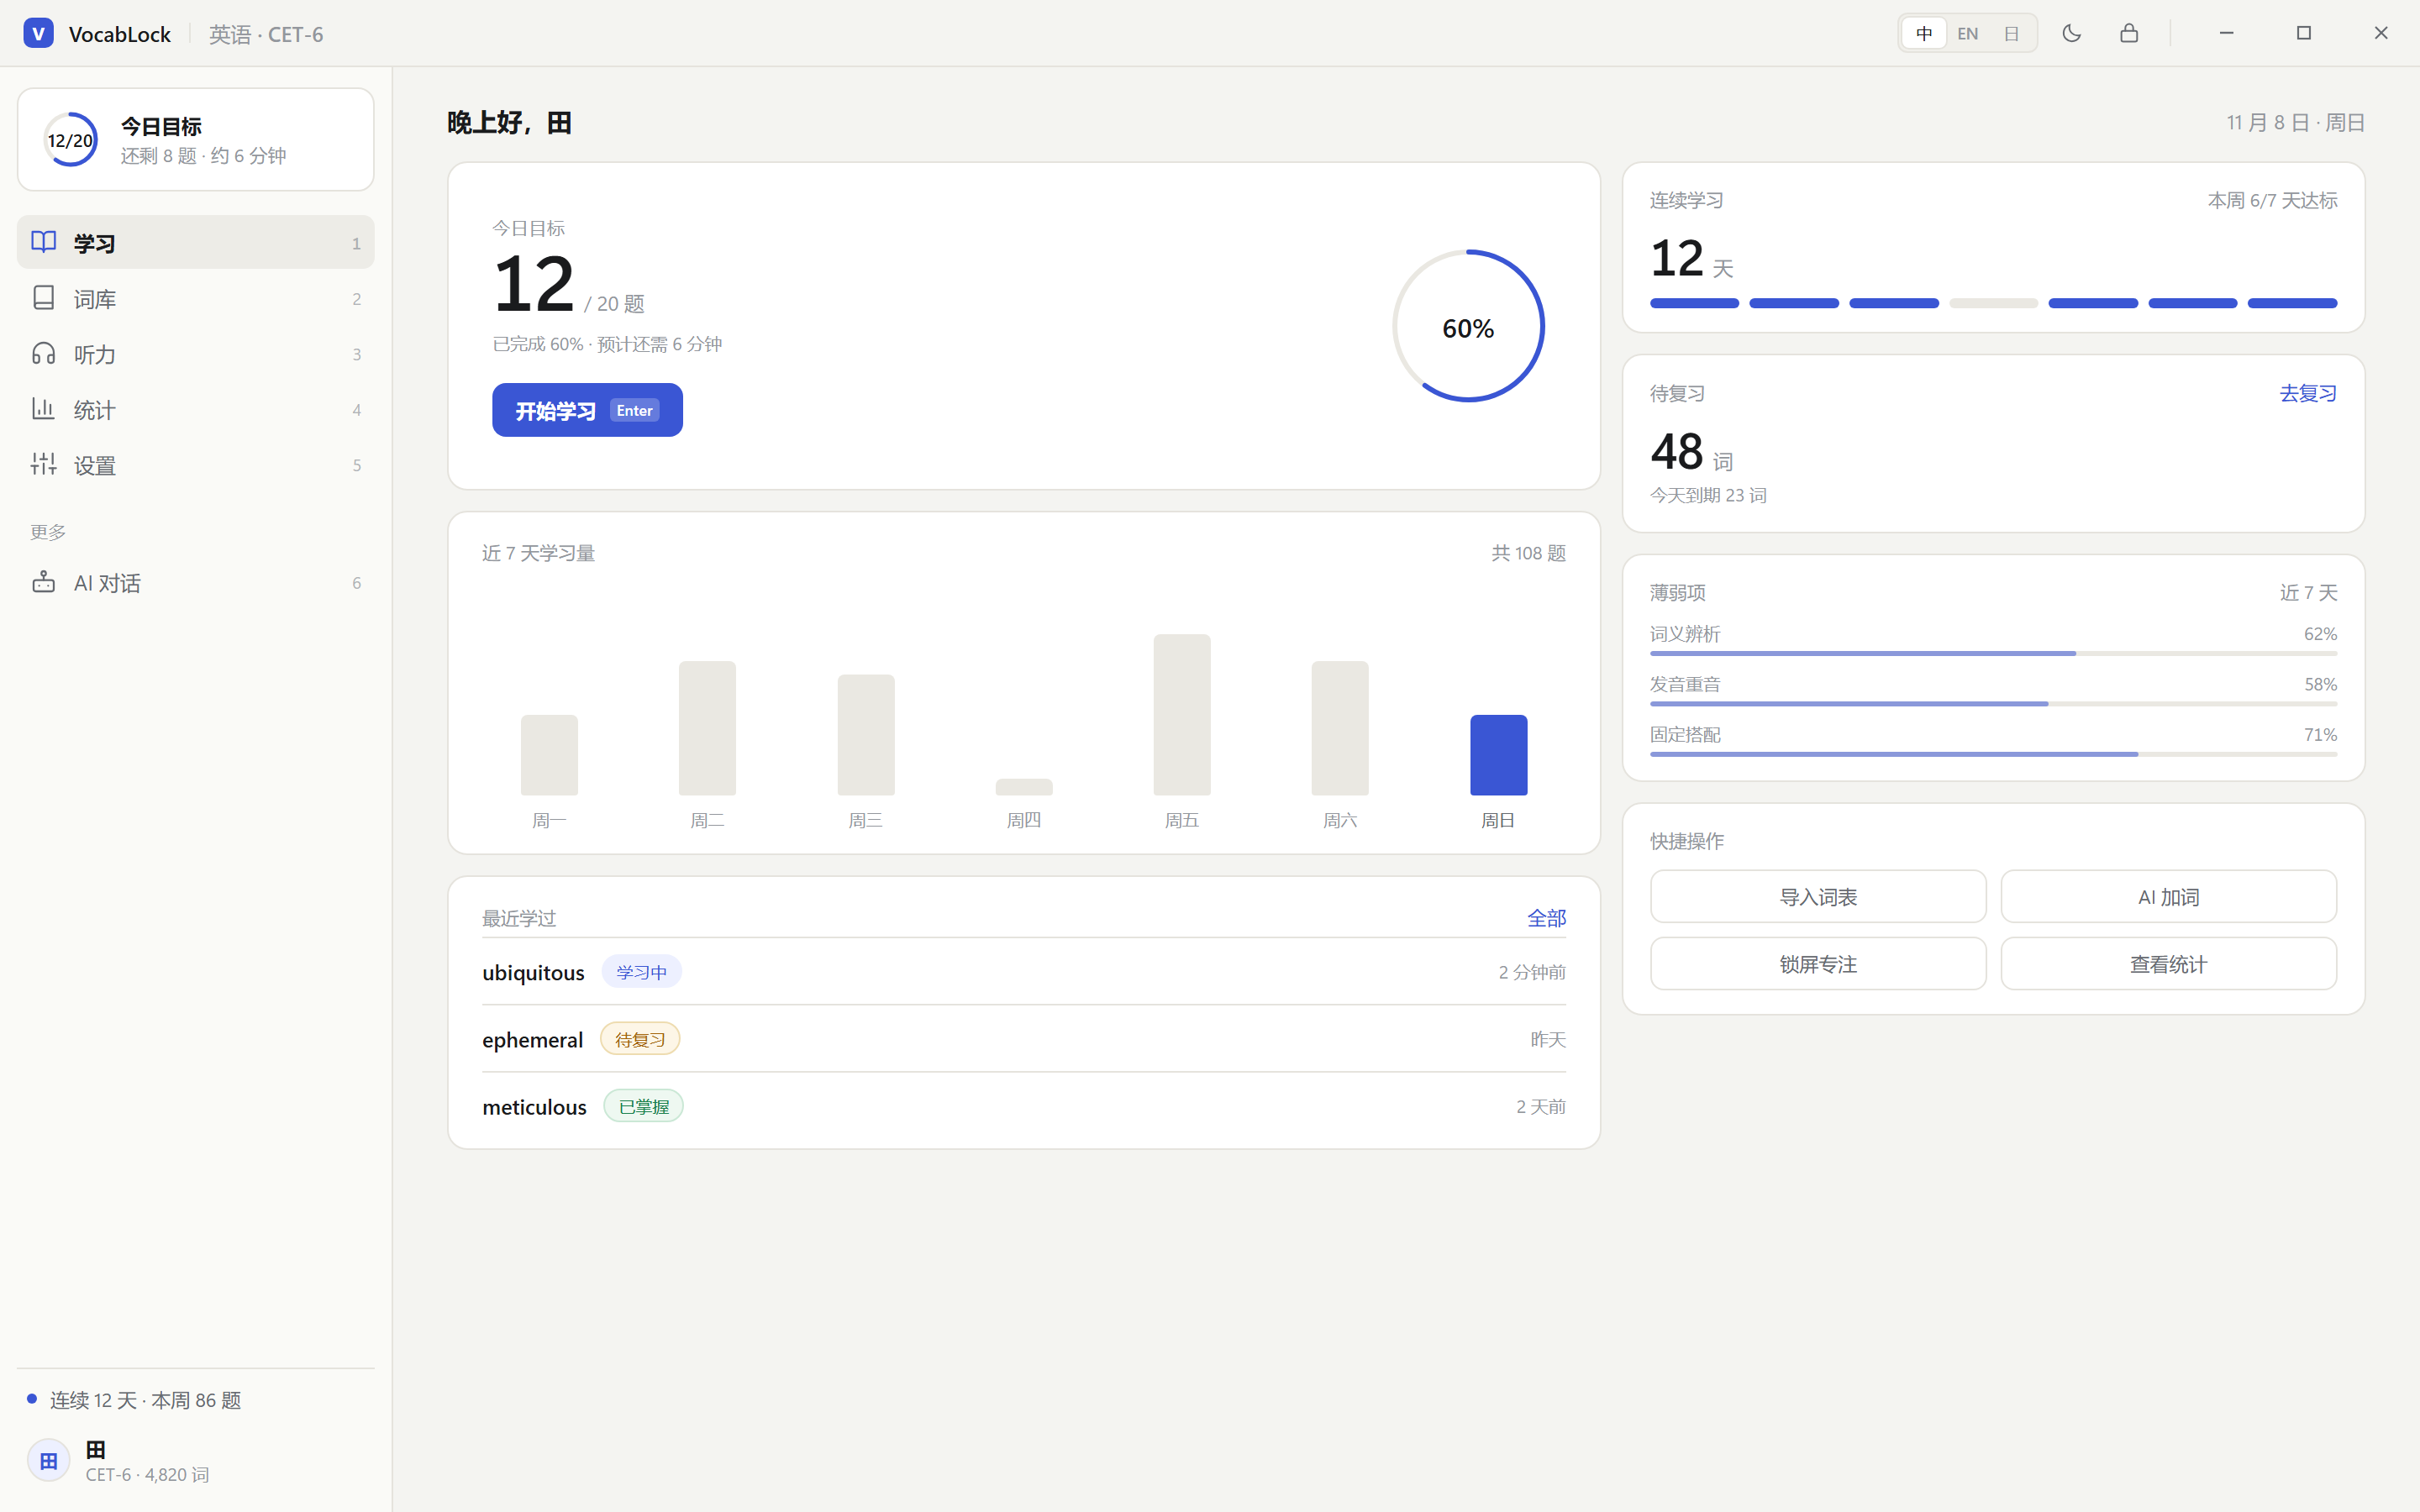 V VocabLock 英语 · CET-6 中 EN 日
12/20 今日目标
还剩 8 题 · 约 6 分钟
学习 1
词库 2
听力 3
统计 4
设置 5
更多
AI 对话 6
连续 12 天 · 本周 86 题
田 田
CET-6 · 4,820 词
晚上好，田 11 月 8 日 · 周日
今日目标
12 / 20 题
已完成 60% · 预计还需 6 分钟
开始学习 Enter
60%
近 7 天学习量 共 108 题
周一 周二 周三 周四 周五 周六 周日
最近学过 全部
ubiquitous 学习中 2 分钟前
ephemeral 待复习 昨天
meticulous 已掌握 2 天前
连续学习 本周 6/7 天达标
12 天
待复习 去复习
48 词
今天到期 23 词
薄弱项 近 7 天
词义辨析 62%
发音重音 58%
固定搭配 71%
快捷操作
导入词表 AI 加词
锁屏专注 查看统计